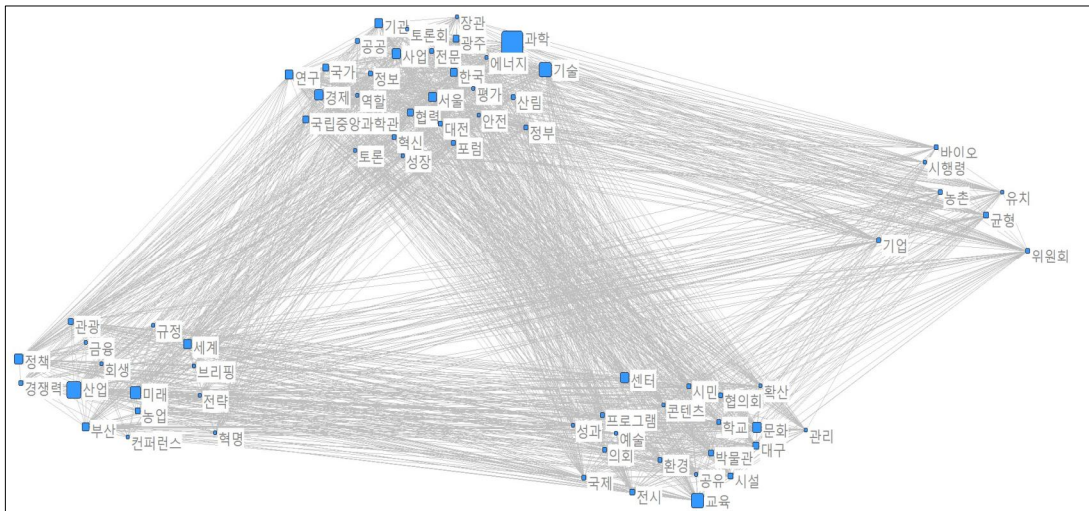 기관
장관
토론회
과학
공공
광주
사업
전문
에너지
연구
국가
정보
한국
기술
경제
역할
서울
평가
산림
국립중앙과학관
협력
대전
안전
정부
혁신
포럼
토론
성장
바이오
시행령
농촌
유치
균형
기업
위원회
관광
규정
금융
세계
정책
회생
브리핑
경쟁력
산업
미래
전략
농업
부산
컨퍼런스
혁명
센터
시민
확산
협의회
콘텐츠
프로그램
성과
예술
학교
문화
관리
의회
대구
환경
박물관
국제
공유
시설
전시
교육